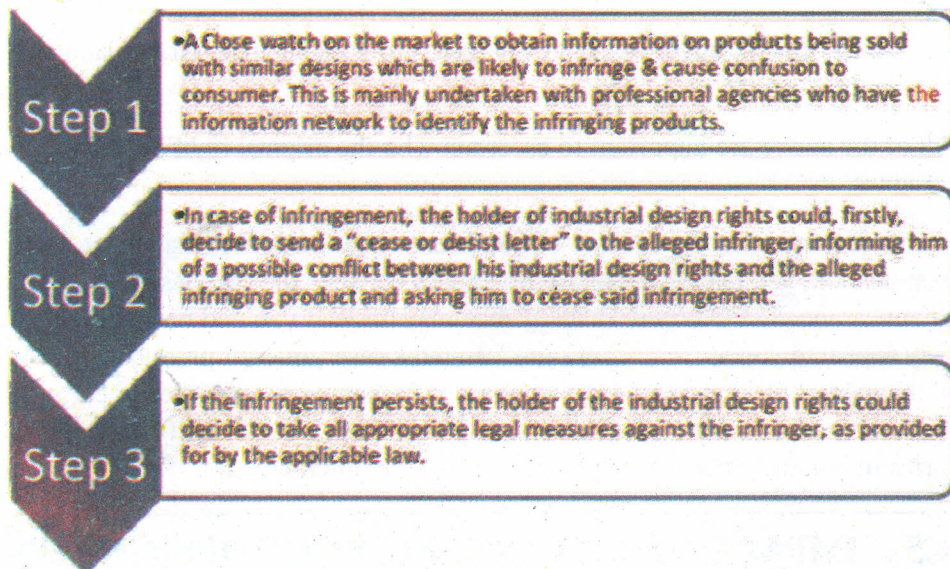 Step 1
•A Close watch on the market to obtain information on products being sold
with similar designs which are likely to infringe & cause confusion to
consumer. This is mainly undertaken with professional agencies who have the
information network to identify the infringing products.
Step 2
•In case of infringement, the holder of industrial design rights could, firstly,
decide to send a "cease or desist letter" to the alleged infringer, informing him
of a possible conflict between his industrial design rights and the alleged
infringing product and asking him to cease said infringement.
Step 3
•If the infringement persists, the holder of the industrial design rights could
decide to take all appropriate legal measures against the infringer, as provided
for by the applicable law.